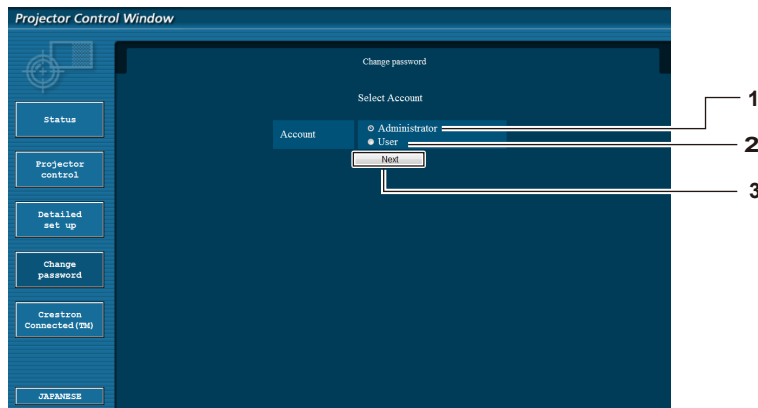 Projector Control Window
Change password
Select Account
Account
Administrator
User
Next
1
2
3
Status
Projector
control
Detailed
set up
Change
password
Crestron
Connected(TM)
JAPANESE